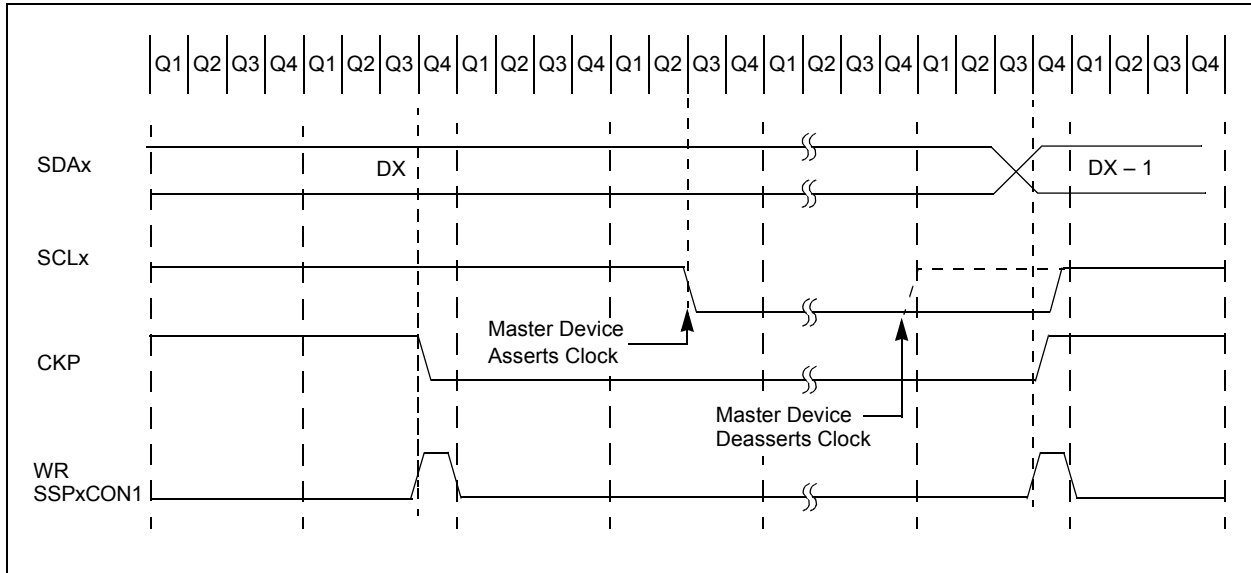 Q1 Q2 Q3 Q4 Q1 Q2 Q3 Q4 Q1 Q2 Q3 Q4 Q1 Q2 Q3 Q4 Q1 Q2 Q3 Q4 Q1 Q2 Q3 Q4 Q1 Q2 Q3 Q4
SDAx
DX
DX – 1
SCLx
Master Device
Asserts Clock
CKP
Master Device
Deasserts Clock
WR
SSPxCON1